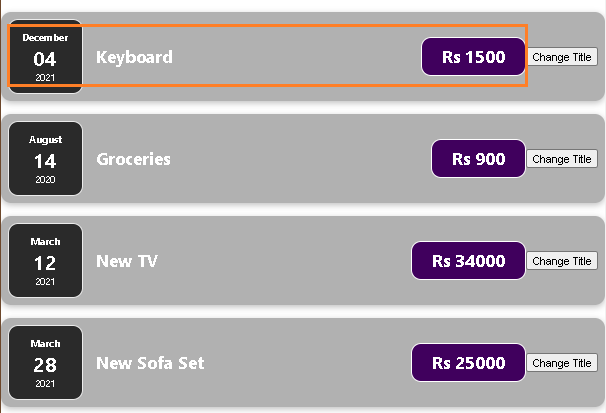 December
04
2021
Keyboard
Rs 1500
Change Title
August
14
2020
Groceries
Rs 900
Change Title
March
12
2021
New TV
Rs 34000
Change Title
March
28
2021
New Sofa Set
Rs 25000
Change Title